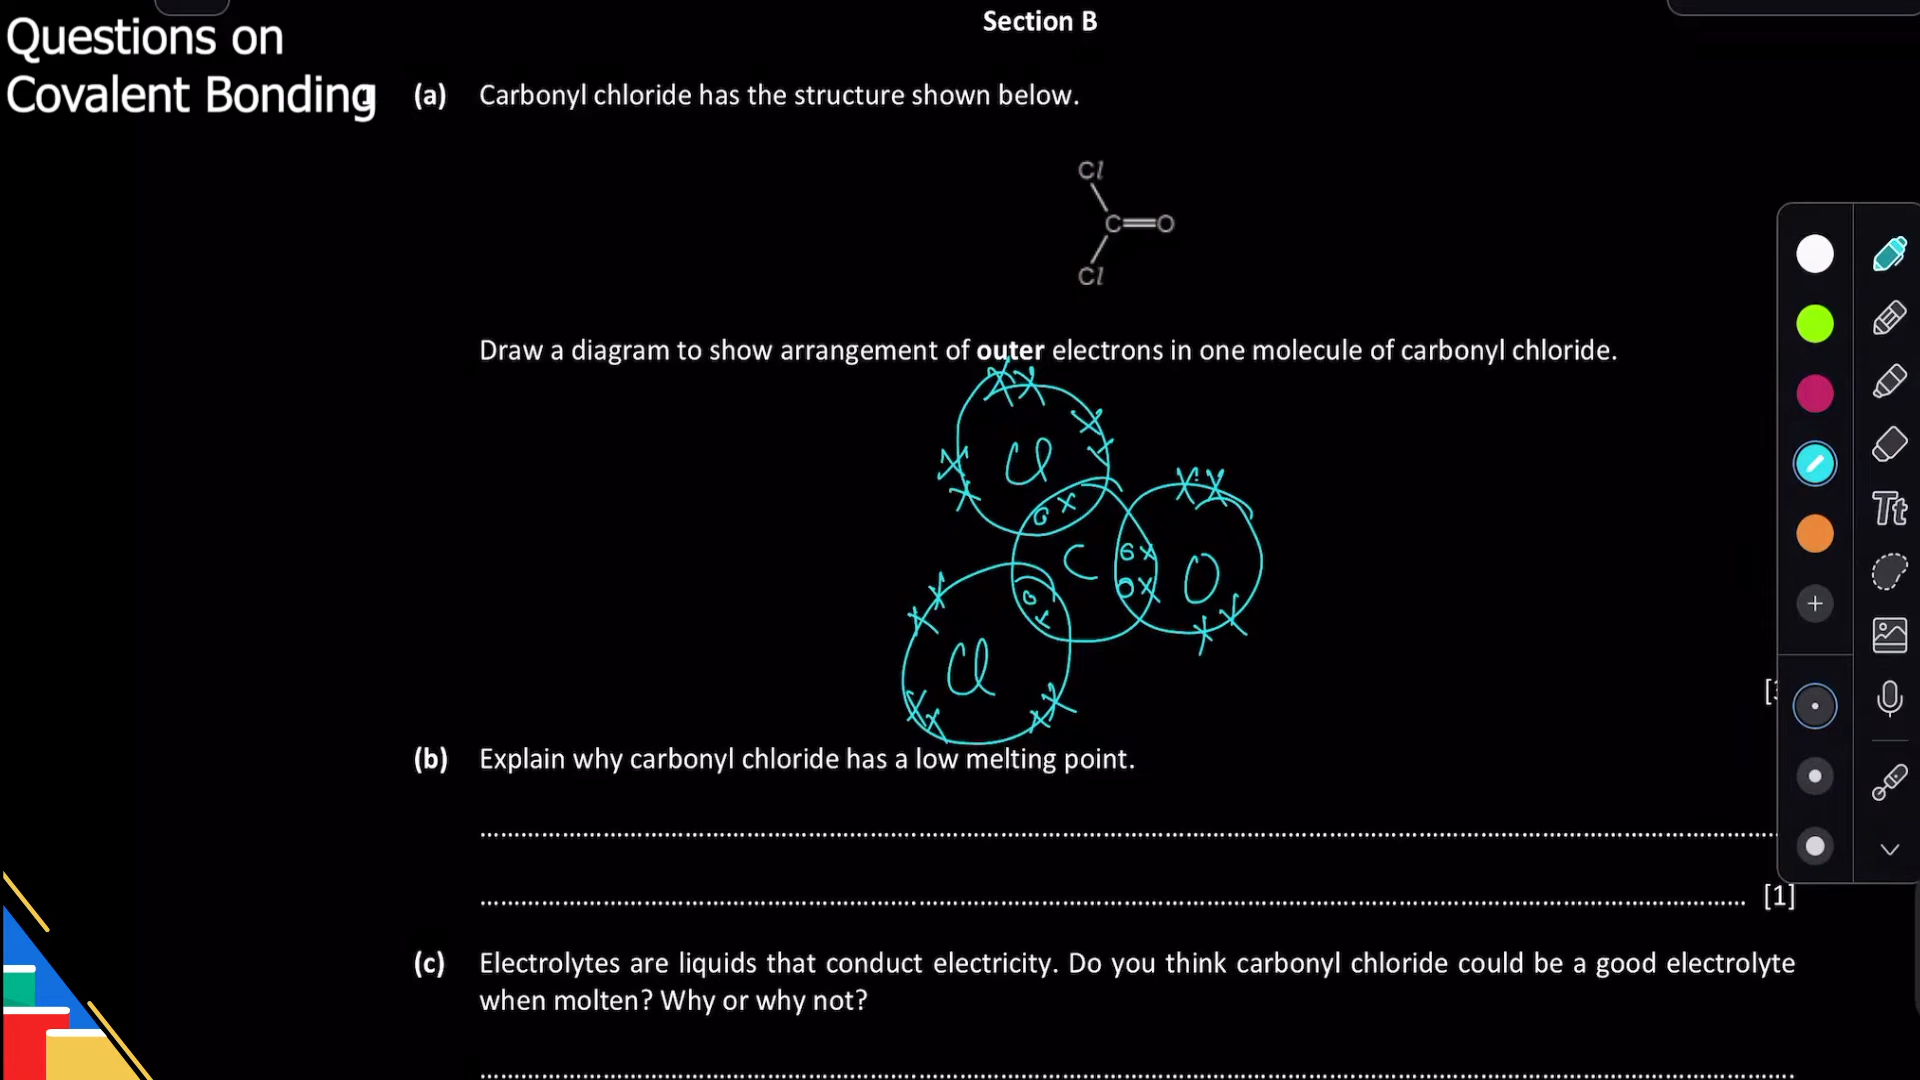 Questions on
Covalent Bonding
Section B
(a) Carbonyl chloride has the structure shown below.
Cl
C=O
Cl
Draw a diagram to show arrangement of outer electrons in one molecule of carbonyl chloride.
Cl
C
O
Cl
(b) Explain why carbonyl chloride has a low melting point.
[1]
(c) Electrolytes are liquids that conduct electricity. Do you think carbonyl chloride could be a good electrolyte
when molten? Why or why not?
Tt